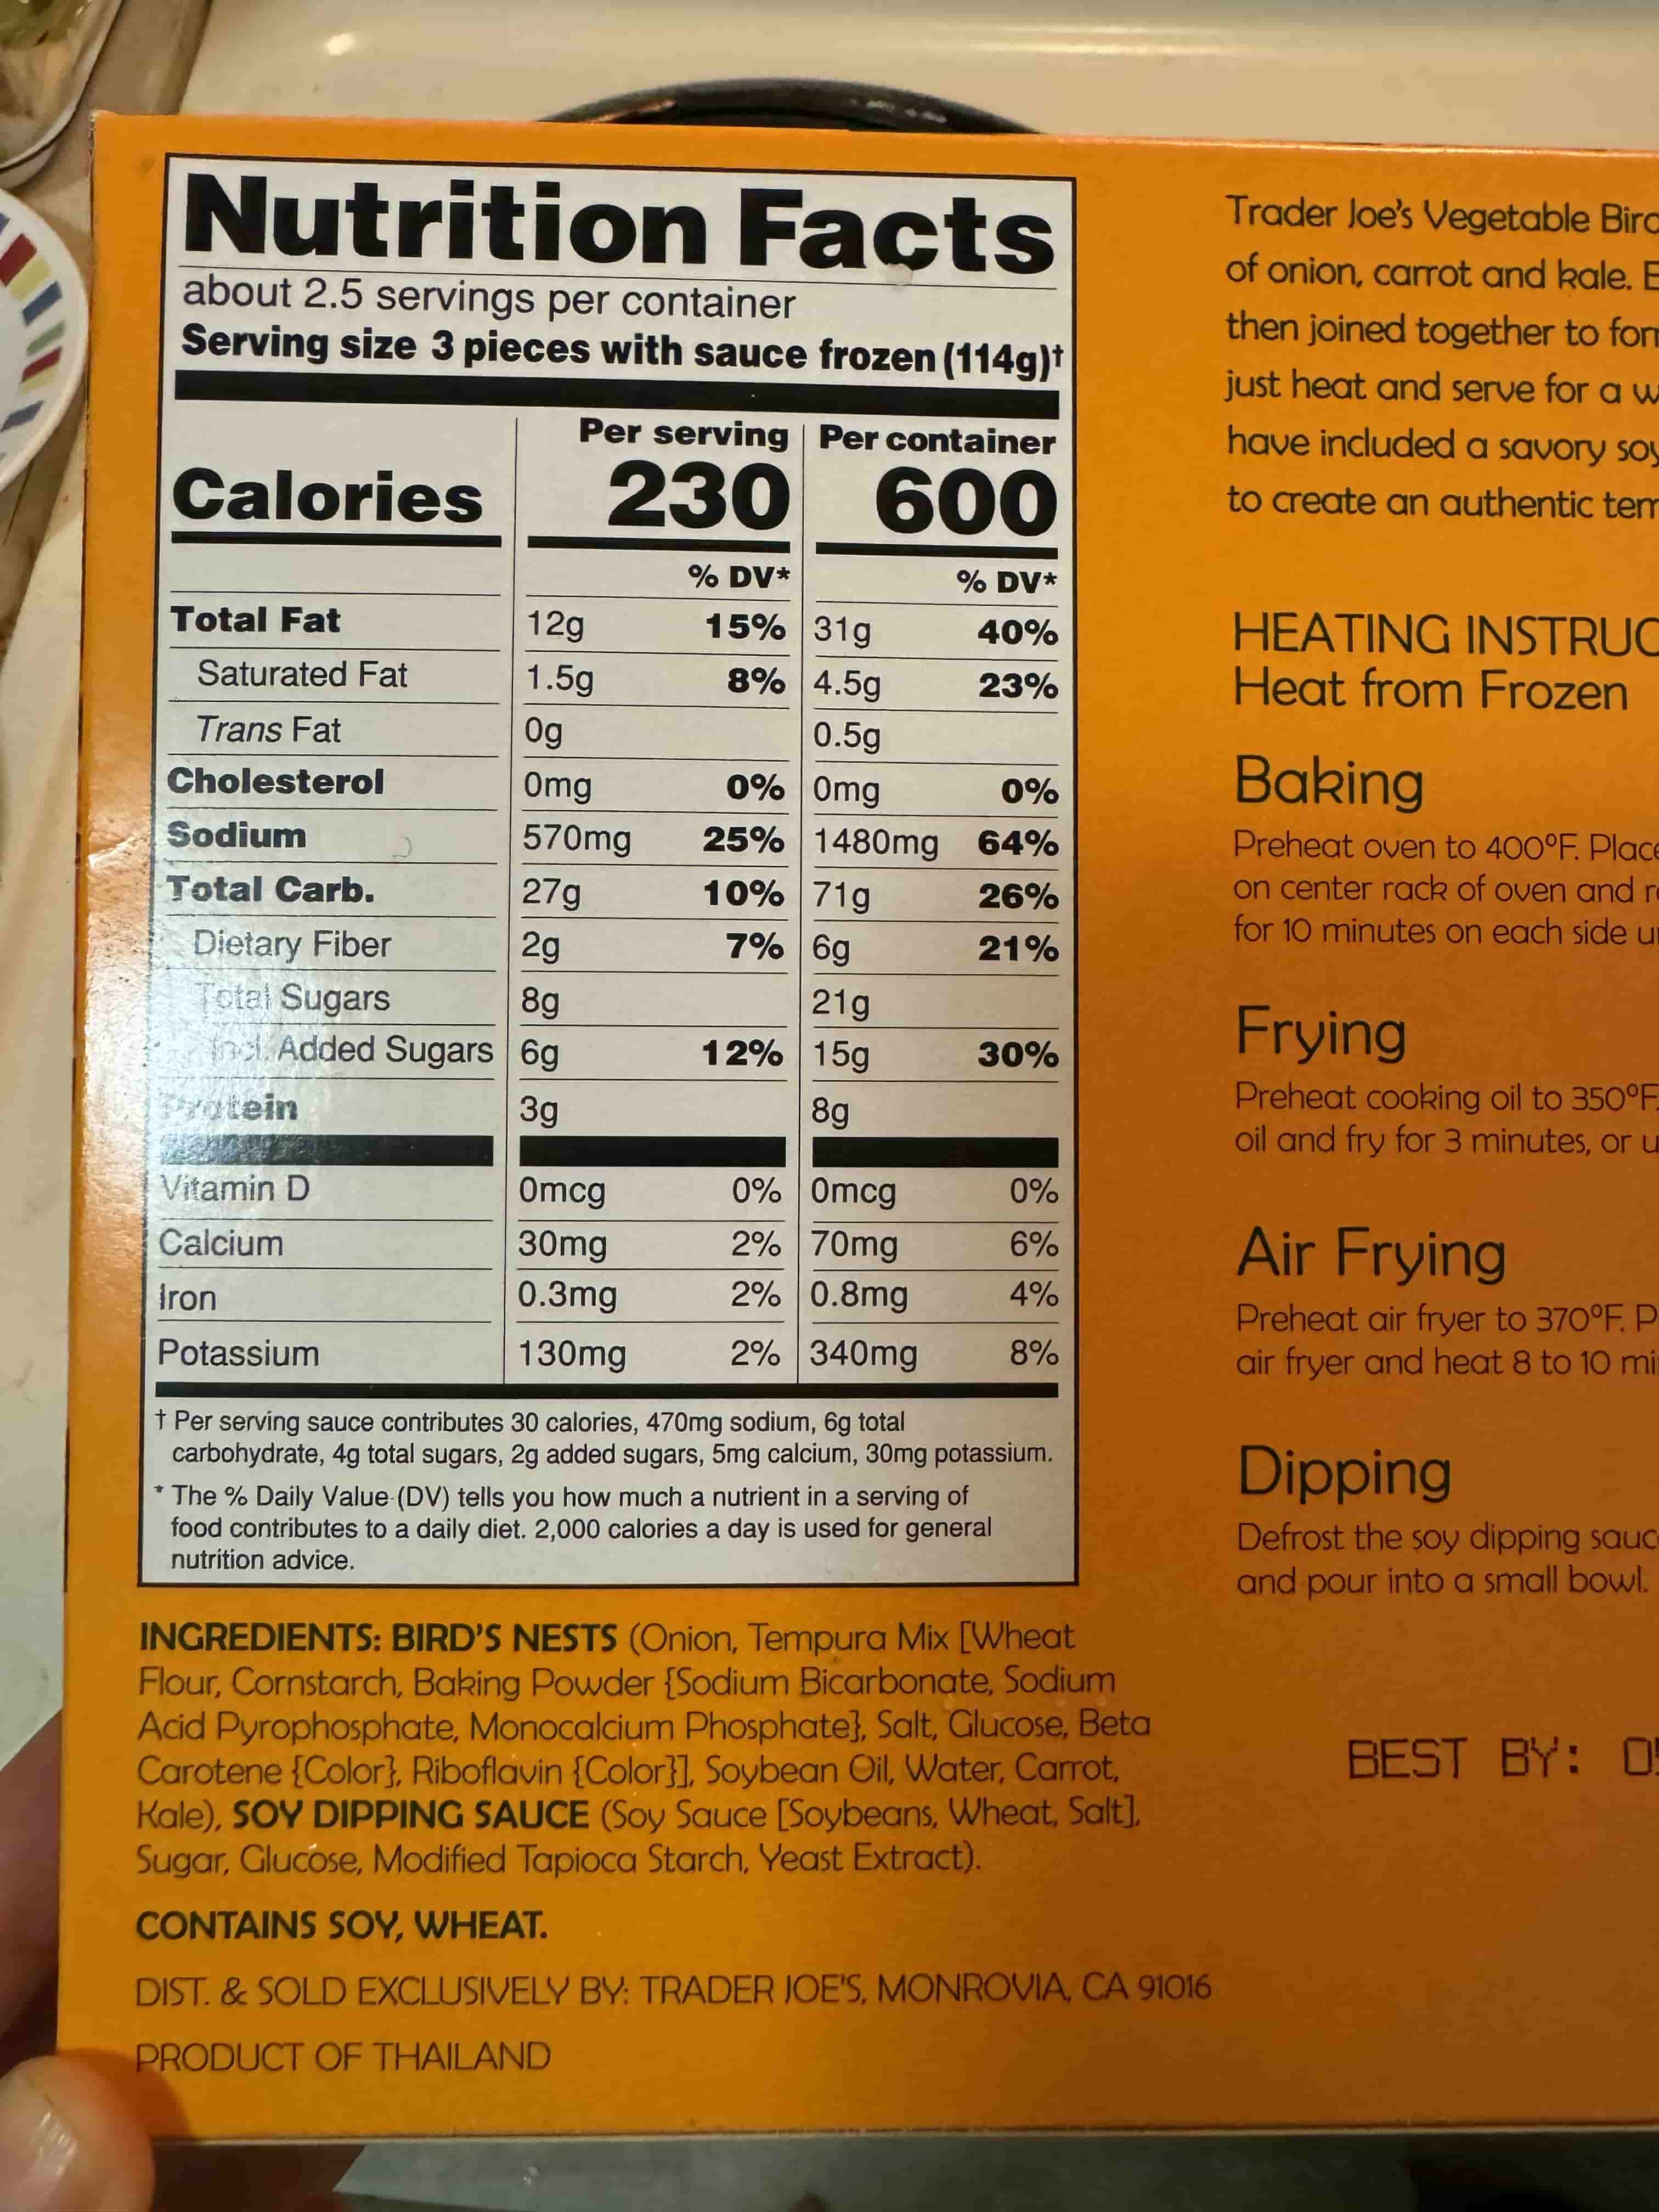 Nutrition Facts
about 2.5 servings per container
Serving size 3 pieces with sauce frozen (114g)†
Per serving Per container
Calories 230 600
% DV* % DV*
Total Fat 12g 15% 31g 40%
Saturated Fat 1.5g 8% 4.5g 23%
Trans Fat 0g 0.5g
Cholesterol 0mg 0% 0mg 0%
Sodium 570mg 25% 1480mg 64%
Total Carb. 27g 10% 71g 26%
Dietary Fiber 2g 7% 6g 21%
Total Sugars 8g 21g
Incl. Added Sugars 6g 12% 15g 30%
Protein 3g 8g
Vitamin D 0mcg 0% 0mcg 0%
Calcium 30mg 2% 70mg 6%
Iron 0.3mg 2% 0.8mg 4%
Potassium 130mg 2% 340mg 8%
† Per serving sauce contributes 30 calories, 470mg sodium, 6g total
carbohydrate, 4g total sugars, 2g added sugars, 5mg calcium, 30mg potassium.
* The % Daily Value (DV) tells you how much a nutrient in a serving of
food contributes to a daily diet. 2,000 calories a day is used for general
nutrition advice.
INGREDIENTS: BIRD'S NESTS (Onion, Tempura Mix [Wheat
Flour, Cornstarch, Baking Powder {Sodium Bicarbonate, Sodium
Acid Pyrophosphate, Monocalcium Phosphate}, Salt, Glucose, Beta
Carotene {Color}, Riboflavin {Color}], Soybean Oil, Water, Carrot,
Kale), SOY DIPPING SAUCE (Soy Sauce [Soybeans, Wheat, Salt],
Sugar, Glucose, Modified Tapioca Starch, Yeast Extract).
CONTAINS SOY, WHEAT.
DIST. & SOLD EXCLUSIVELY BY: TRADER JOE'S, MONROVIA, CA 91016
PRODUCT OF THAILAND
Trader Joe's Vegetable
of onion, carrot and kale.
then joined together to
just heat and serve for a
have included a savory
to create an authentic
HEATING
Heat from Frozen
Baking
Preheat oven to 400°F. Place
on center rack of oven and
for 10 minutes on each side
Frying
Preheat cooking oil to 350°F.
oil and fry for 3 minutes, or
Air Frying
Preheat air fryer to 370°F.
air fryer and heat 8 to 10
Dipping
Defrost the soy dipping
and pour into a small bowl.
BEST BY: